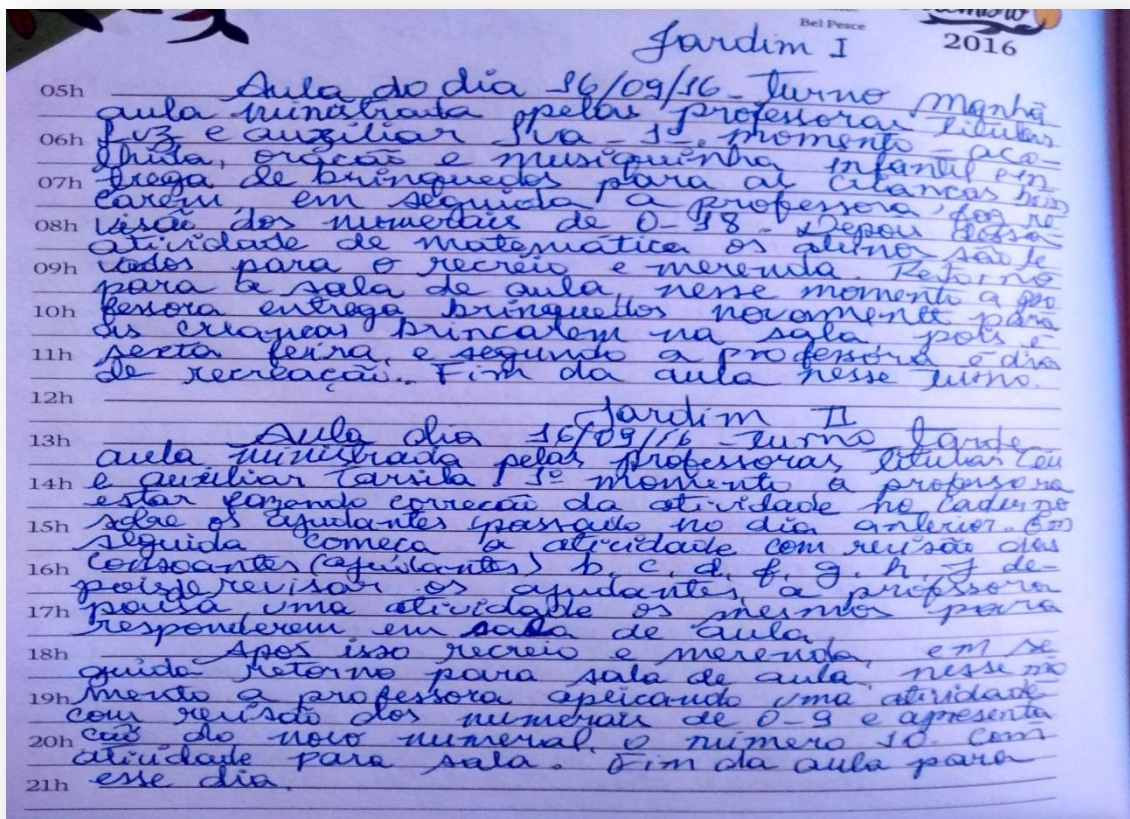 Bel Pesce
2016
Jardim I
05h Aula do dia 16/09/16 - Turno Manhã
aula ministrada pelas professoras titular
06h Luz e auxiliar Iva - 1º momento - aco-
lhida, oração e musiquinha infantil en
07h trega de brinquedos para as crianças brin
carem, em seguida a professora, faz re
08h visão dos numerais de 0-18. Depois dessa
atividade de matemática os alunos são le
09h vados para o recreio e merenda. Retorno
para a sala de aula, nesse momento a pro
10h fessora entrega brinquedos novamente para
as crianças brincarem na sala pois é
11h sexta feira, e segundo a professora é dia
de recreação. Fim da aula nesse turno.
12h
Jardim II
13h Aula dia 16/09/16 - Turno tarde
aula ministrada pelas professoras, titular Céu
14h e auxiliar Tarsila, 1º momento a professora
estar fazendo correção da atividade no caderno
15h sobre os ajudantes passado no dia anterior. Em
seguida começa a atividade com revisão das
16h consoantes (ajudantes) b, c, d, f, g, h, j de-
pois de revisar os ajudantes, a professora
17h passa uma atividade os mesmos para
responderem em sala de aula,
18h Após isso recreio e merenda, em se
guida retorno para sala de aula, nesse mo
19h mento a professora aplicando uma atividade
com revisão dos numerais de 0-9 e apresenta
20h ção do novo numeral, o número 10. Com
atividade para sala. Fim da aula para
21h esse dia.